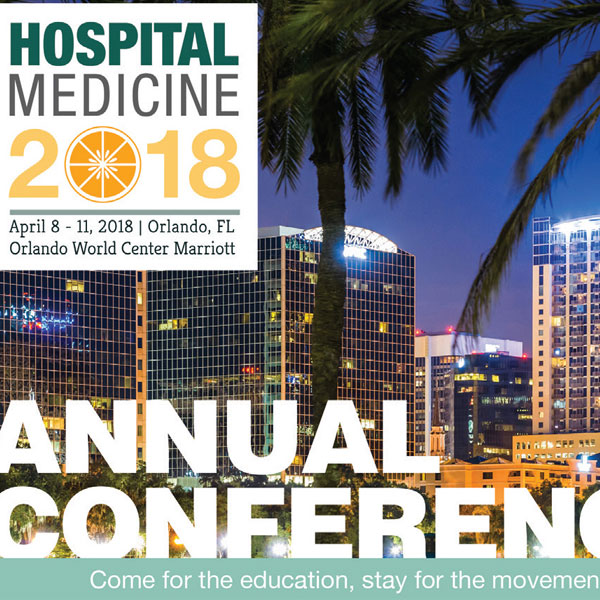 HOSPITAL
MEDICINE
2018
April 8 - 11, 2018 | Orlando, FL
Orlando World Center Marriott
ANNUAL
CONFERENC
Come for the education, stay for the movemen